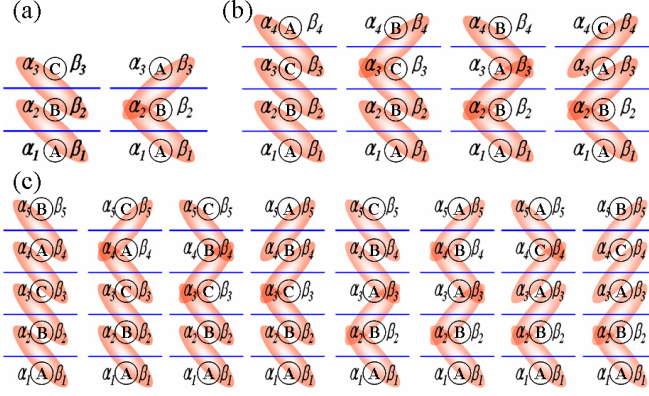 (a)
α3 C β3 α3 A β3
α2 B β2 α2 B β2
α1 A β1 α1 A β1
(b)
α4 A β4 α4 B β4 α4 B β4 α4 C β4
α3 C β3 α3 C β3 α3 A β3 α3 A β3
α2 B β2 α2 B β2 α2 B β2 α2 B β2
α1 A β1 α1 A β1 α1 A β1 α1 A β1
(c)
α5 B β5 α5 C β5 α5 C β5 α5 A β5 α5 C β5 α5 A β5 α5 A β5 α5 B β5
α4 A β4 α4 A β4 α4 B β4 α4 B β4 α4 B β4 α4 B β4 α4 C β4 α4 C β4
α3 C β3 α3 C β3 α3 C β3 α3 C β3 α3 A β3 α3 A β3 α3 A β3 α3 A β3
α2 B β2 α2 B β2 α2 B β2 α2 B β2 α2 B β2 α2 B β2 α2 B β2 α2 B β2
α1 A β1 α1 A β1 α1 A β1 α1 A β1 α1 A β1 α1 A β1 α1 A β1 α1 A β1